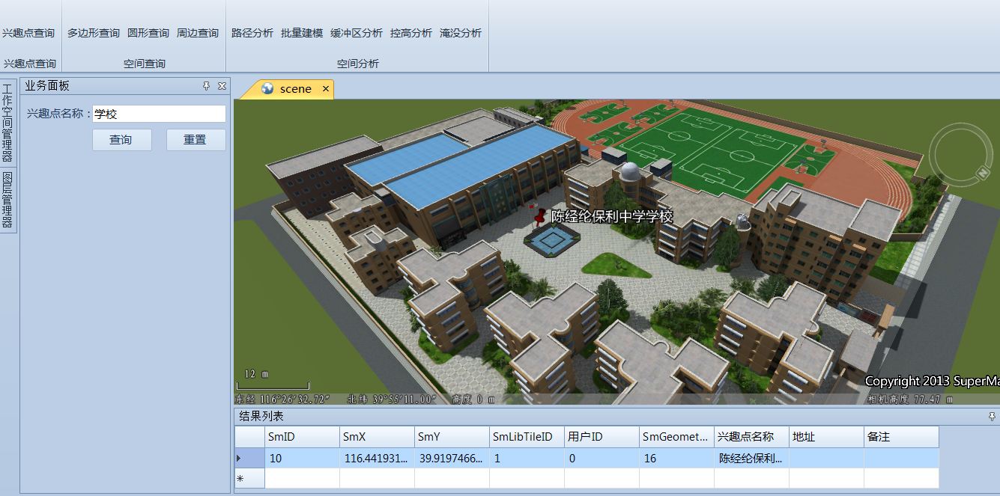 兴趣点查询 多边形查询 圆形查询 周边查询 路径分析 批量建模 缓冲区分析 控高分析 淹没分析
兴趣点查询 空间查询 空间分析
工作空间管理器
图层管理器
业务面板
兴趣点名称：学校
查询 重置
scene
陈经纶保利中学学校
N
12 m
Copyright 2013 SuperMa
东经 116°26'32.72" 北纬 39°55'11.00" 高度 0 m 相机高度 77.47 m
结果列表
SmID SmX SmY SmLibTileID 用户ID SmGeomet... 兴趣点名称 地址 备注
10 116.441931... 39.9197466... 1 0 16 陈经纶保利...